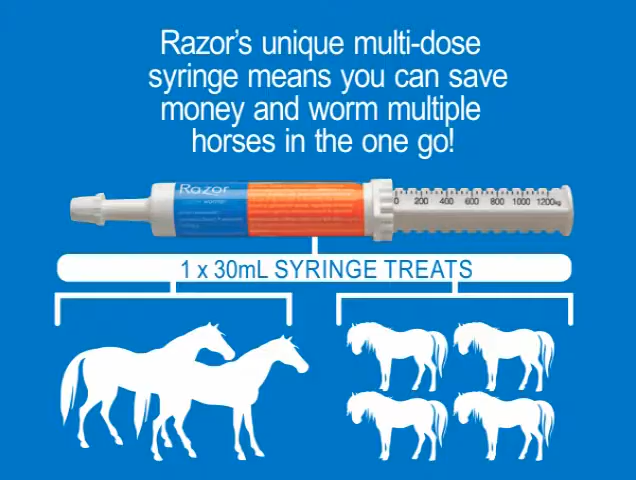 Razor's unique multi-dose
syringe means you can save
money and worm multiple
horses in the one go!
Razor
0 200 400 600 800 1000 1200kg
1 x 30mL SYRINGE TREATS